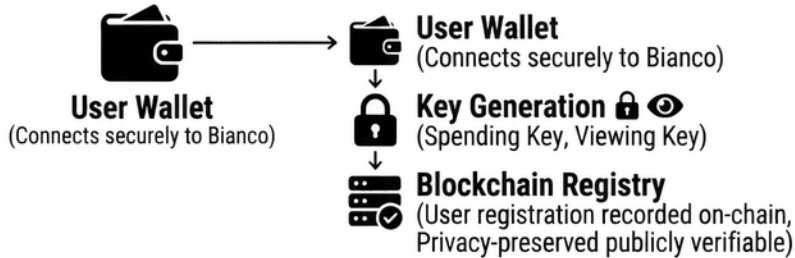 User Wallet
(Connects securely to Bianco)
User Wallet
(Connects securely to Bianco)
Key Generation
(Spending Key, Viewing Key)
Blockchain Registry
(User registration recorded on-chain,
Privacy-preserved publicly verifiable)